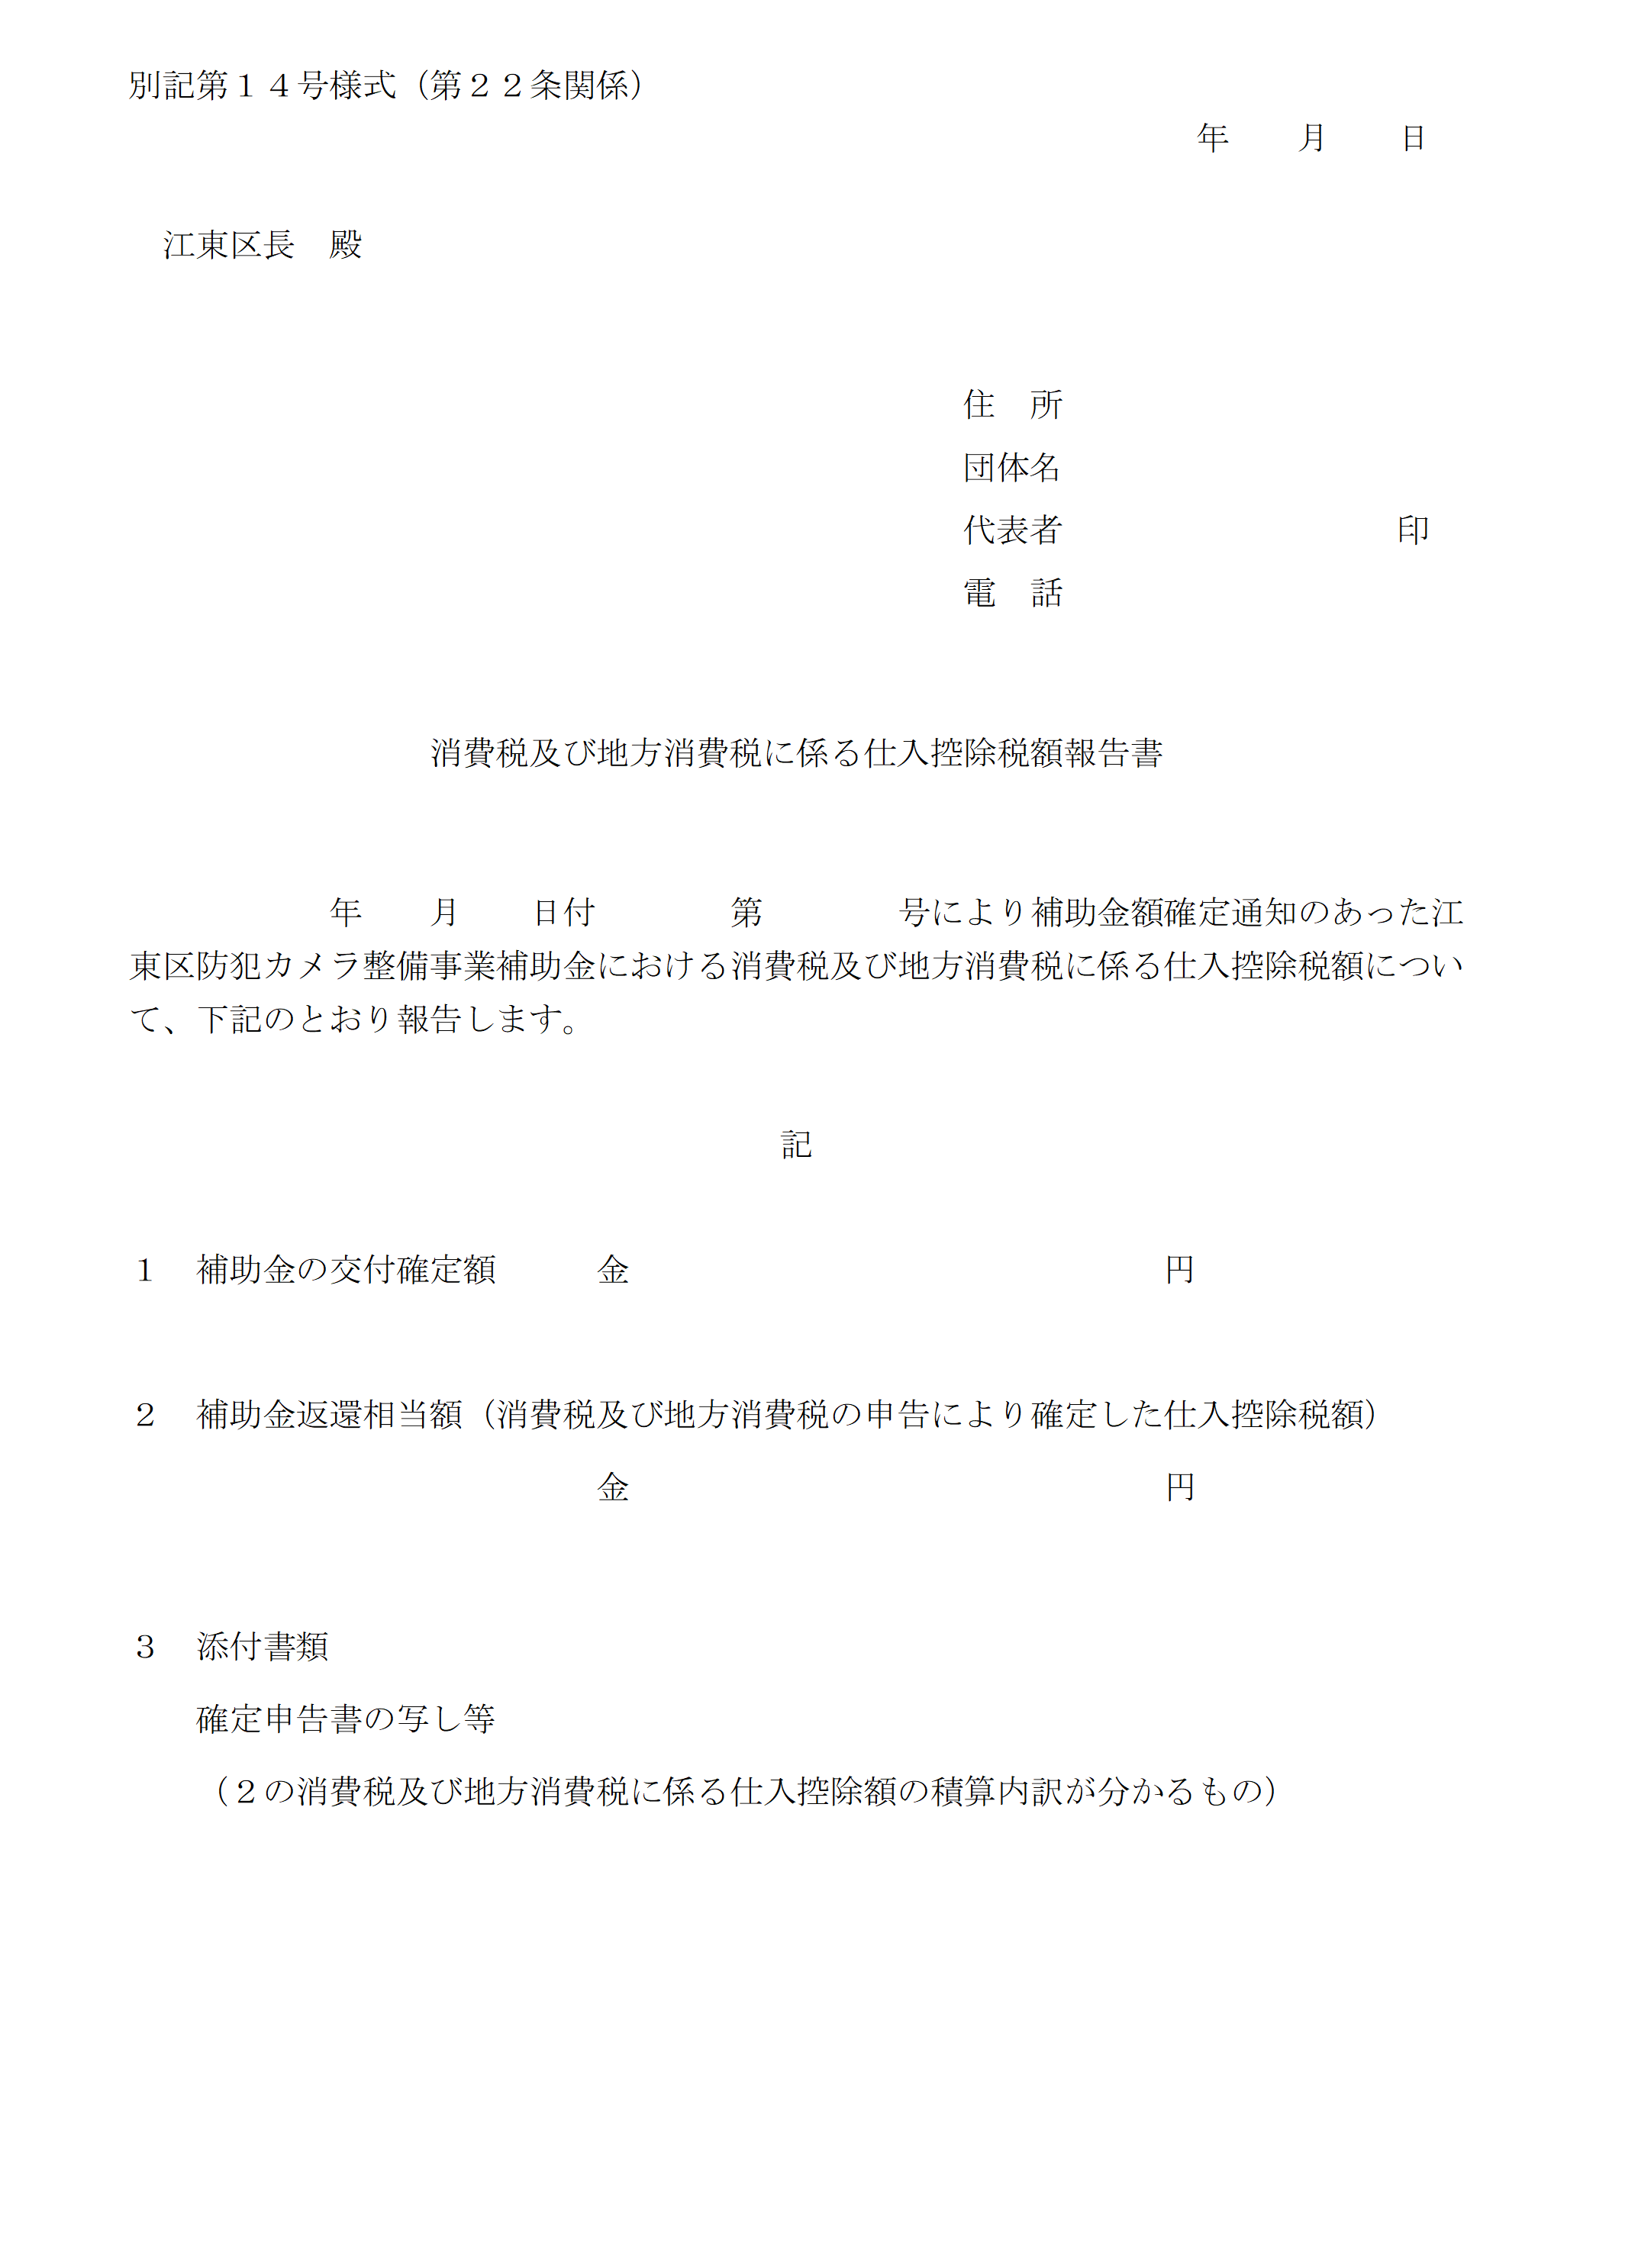 別記第１４号様式（第２２条関係）
年　　月　　日
江東区長　殿
住　所
団体名
代表者　　　　　　　　　　印
電　話
消費税及び地方消費税に係る仕入控除税額報告書
年　　月　　日付　　　　第　　　　号により補助金額確定通知のあった江
東区防犯カメラ整備事業補助金における消費税及び地方消費税に係る仕入控除税額につい
て、下記のとおり報告します。
記
１　補助金の交付確定額　　　金　　　　　　　　　　　　　　　　円
２　補助金返還相当額（消費税及び地方消費税の申告により確定した仕入控除税額）
金　　　　　　　　　　　　　　　　円
３　添付書類
確定申告書の写し等
（２の消費税及び地方消費税に係る仕入控除額の積算内訳が分かるもの）